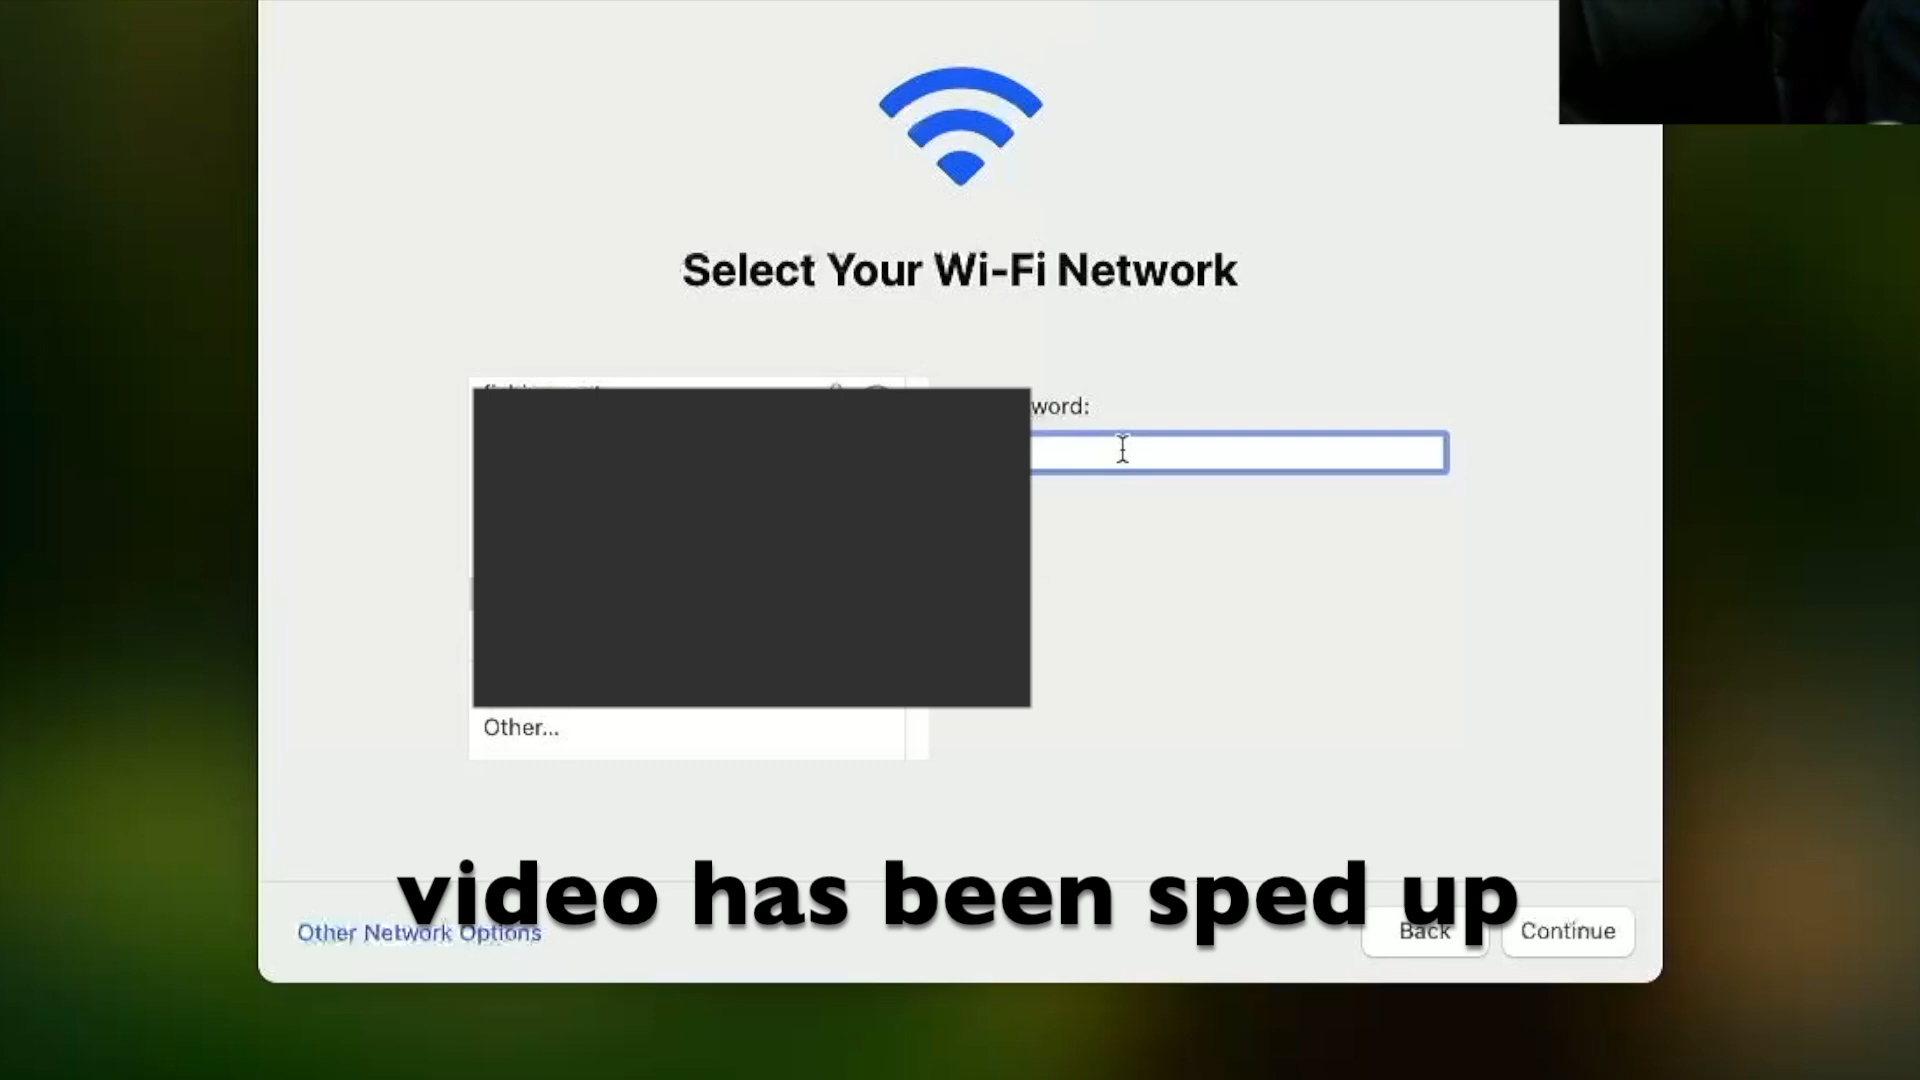 Select Your Wi-Fi Network
word:
Other...
video has been sped up
Other Network Options
Back
Continue